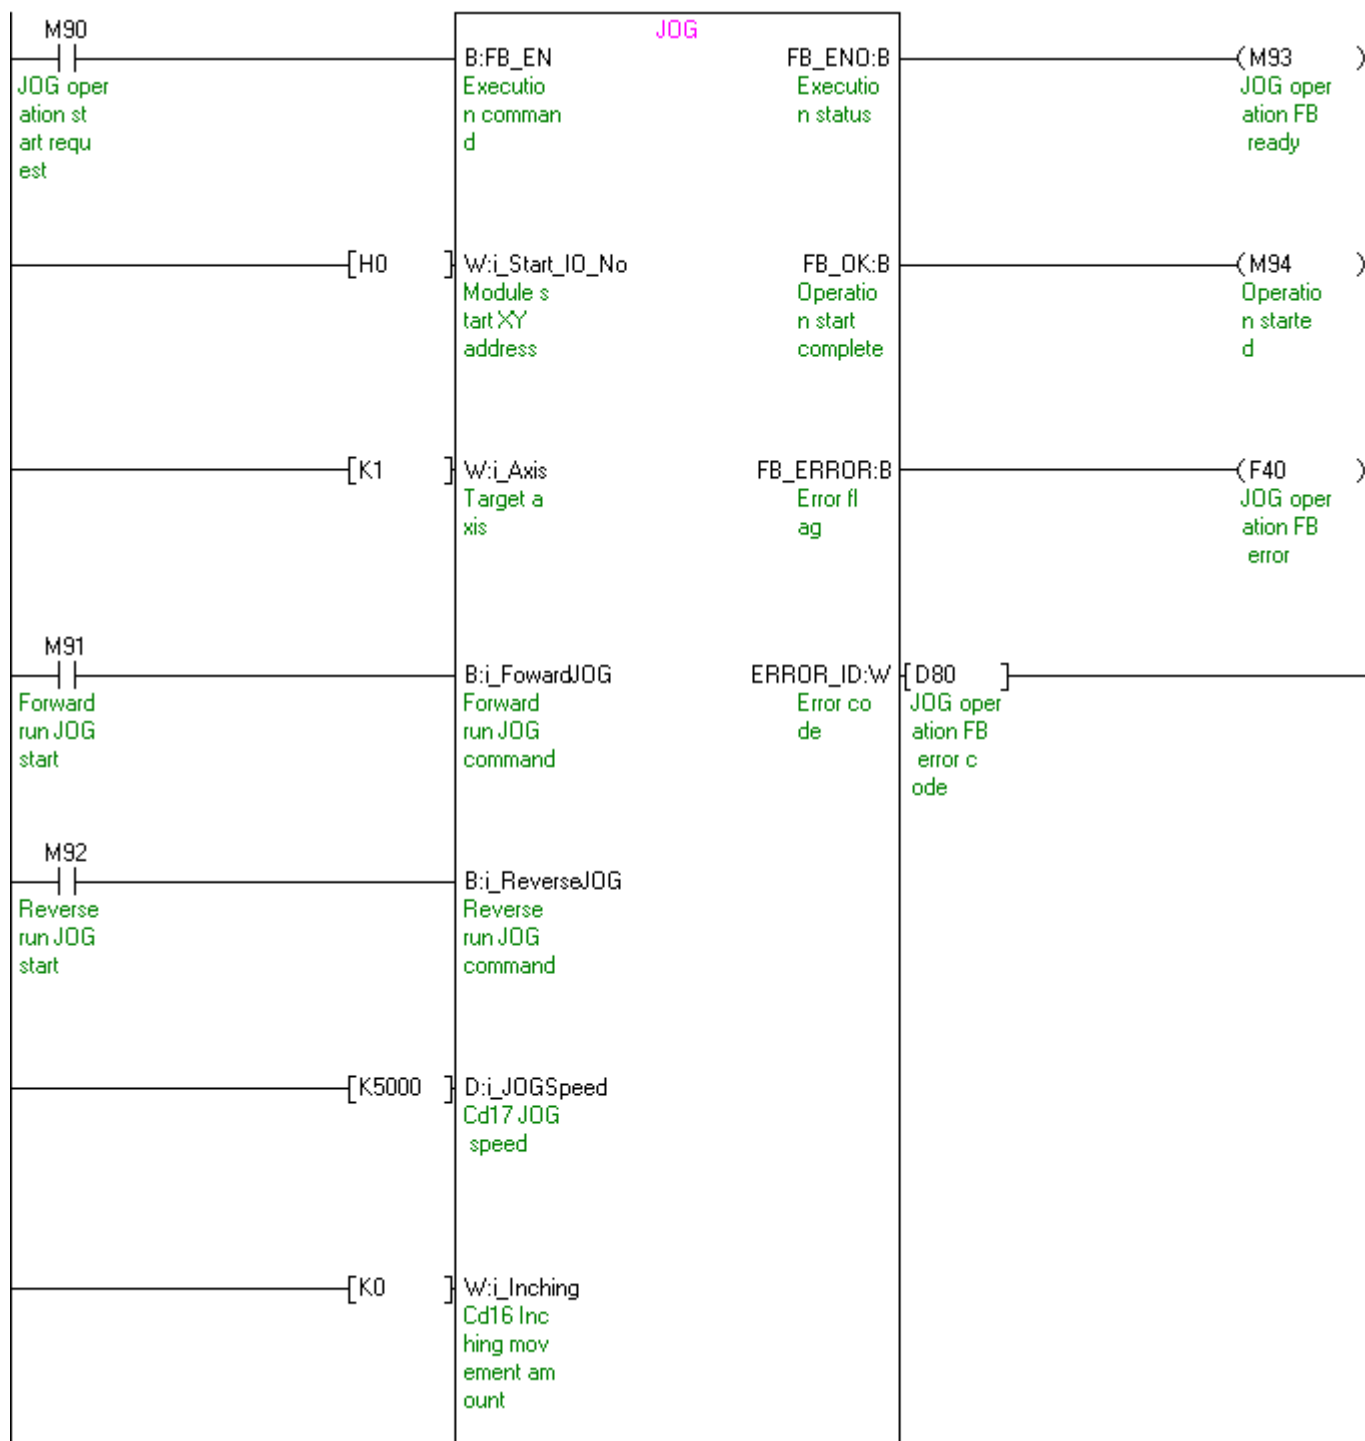 JOG
M90
B:FB_EN
FB_ENO:B
(M93 )
JOG oper
ation st
art requ
est
Executio
n comman
d
Executio
n status
JOG oper
ation FB
ready
[H0 ]
W:i_Start_IO_No
FB_OK:B
(M94 )
Module s
tart XY
address
Operatio
n start
complete
Operatio
n starte
d
[K1 ]
W:i_Axis
FB_ERROR:B
(F40 )
Target a
xis
Error fl
ag
JOG oper
ation FB
error
M91
B:i_FowardJOG
ERROR_ID:W
[D80 ]
Forward
run JOG
start
Forward
run JOG
command
Error co
de
JOG oper
ation FB
error c
ode
M92
B:i_ReverseJOG
Reverse
run JOG
start
Reverse
run JOG
command
[K5000 ]
D:i_JOGSpeed
Cd17 JOG
speed
[K0 ]
W:i_Inching
Cd16 Inc
hing mov
ement am
ount